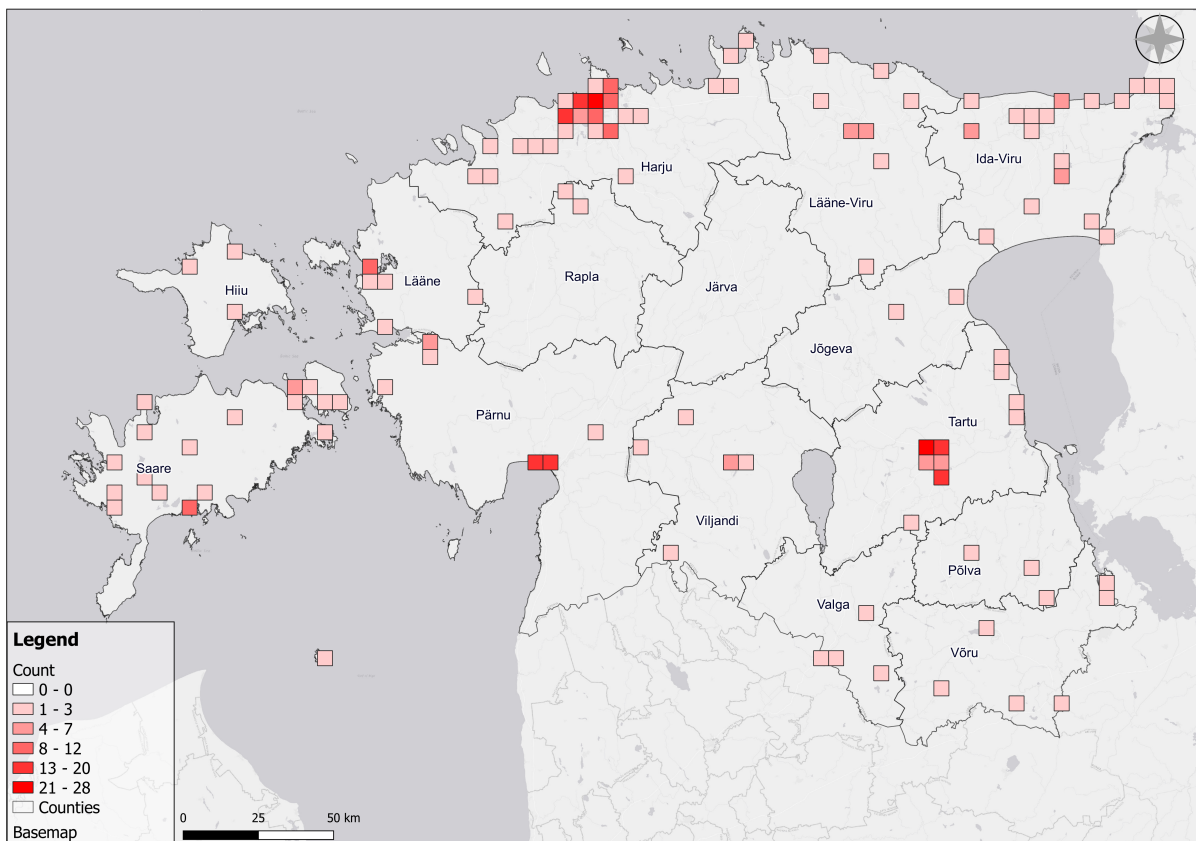 Harju
Ida-Viru
Lääne-Viru
Hiiu
Lääne
Rapla
Järva
Jõgeva
Pärnu
Tartu
Saare
Viljandi
Põlva
Valga
Võru
Legend
Count
0 - 0
1 - 3
4 - 7
8 - 12
13 - 20
21 - 28
Counties
Basemap
0 25 50 km